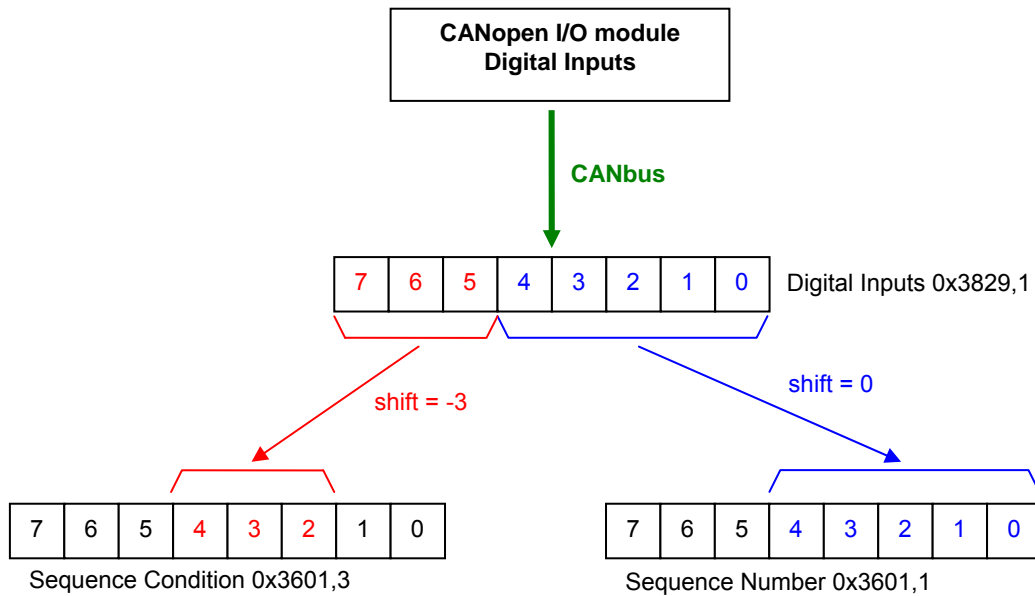 CANopen I/O module
Digital Inputs
CANbus
7 6 5 4 3 2 1 0 Digital Inputs 0x3829,1
shift = -3
shift = 0
7 6 5 4 3 2 1 0
7 6 5 4 3 2 1 0
Sequence Condition 0x3601,3
Sequence Number 0x3601,1